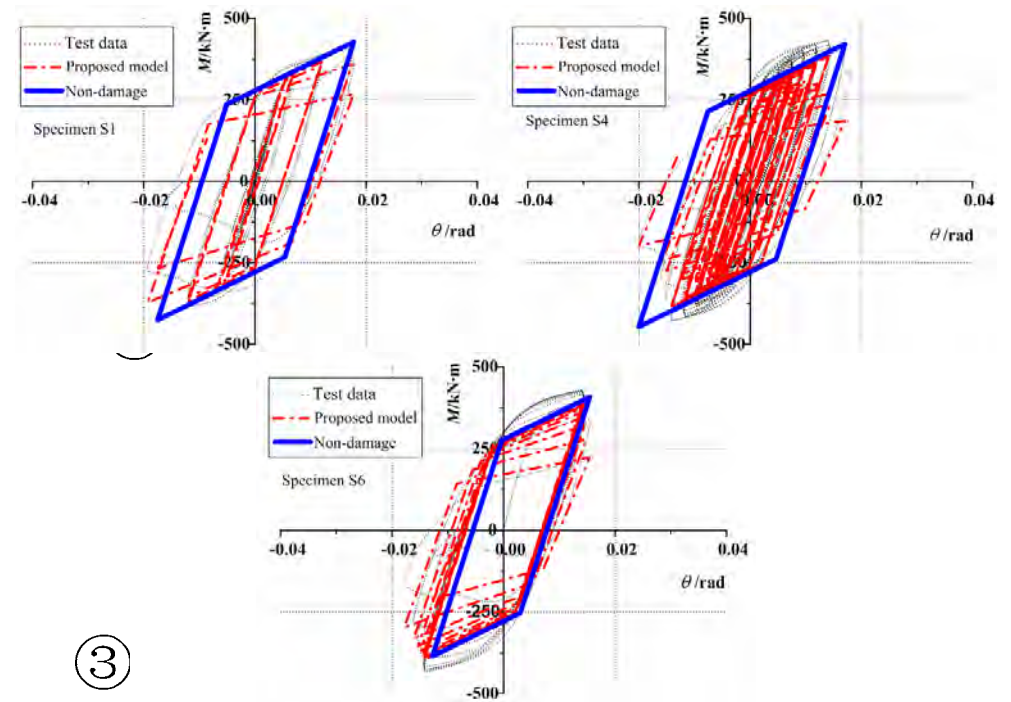 500
M/kN·m
Test data
Proposed model
Non-damage
250
Specimen S1
-0.04
-0.02
0.00
0.02
0.04
θ /rad
-250
-500
500
M/kN·m
Test data
Proposed model
Non-damage
250
Specimen S4
-0.04
-0.02
0.00
0.02
0.04
θ /rad
-250
-500
500
M/kN·m
Test data
Proposed model
Non-damage
250
Specimen S6
0
-0.04
-0.02
0.00
0.02
0.04
θ /rad
-250
-500
③